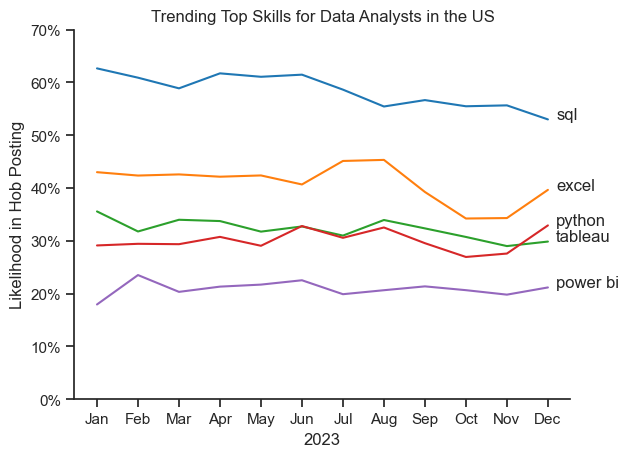 Trending Top Skills for Data Analysts in the US
70%
60%
50%
40%
30%
20%
10%
0%
Likelihood in Hob Posting
sql
excel
python
tableau
power bi
Jan Feb Mar Apr May Jun Jul Aug Sep Oct Nov Dec
2023